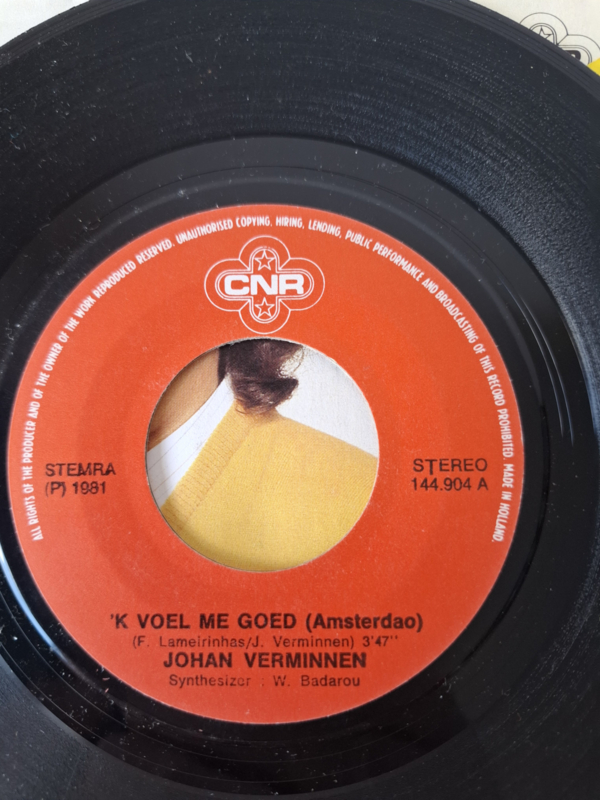 ALL RIGHTS OF THE PRODUCER AND OF THE OWNER OF THE WORK REPRODUCED RESERVED. UNAUTHORISED COPYING, HIRING, LENDING, PUBLIC PERFORMANCE AND BROADCASTING OF THIS RECORD PROHIBITED. MADE IN HOLLAND.
CNR
STEMRA
(P) 1981
STEREO
144.904 A
'K VOEL ME GOED (Amsterdao)
(F. Lameirinhas/J. Verminnen) 3'47''
JOHAN VERMINNEN
Synthesizer : W. Badarou